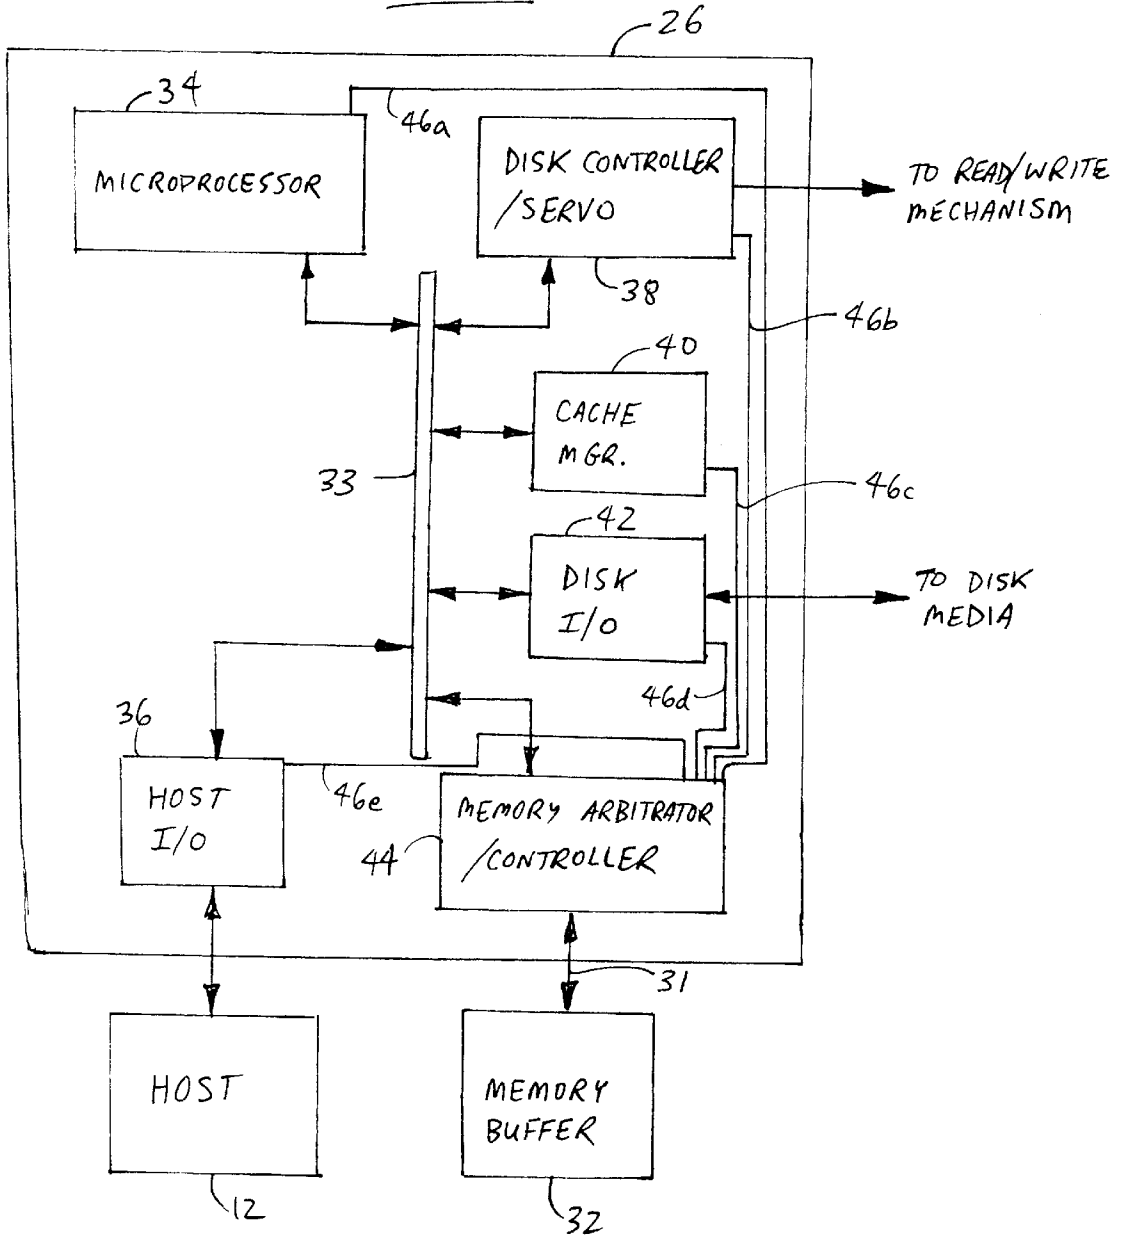 26
34
46a
MICROPROCESSOR
DISK CONTROLLER
/SERVO
TO READ/WRITE
MECHANISM
38
46b
40
CACHE
MGR.
33
46c
42
DISK
I/O
TO DISK
MEDIA
46d
36
HOST
I/O
46e
MEMORY ARBITRATOR
/CONTROLLER
44
31
HOST
MEMORY
BUFFER
12
32